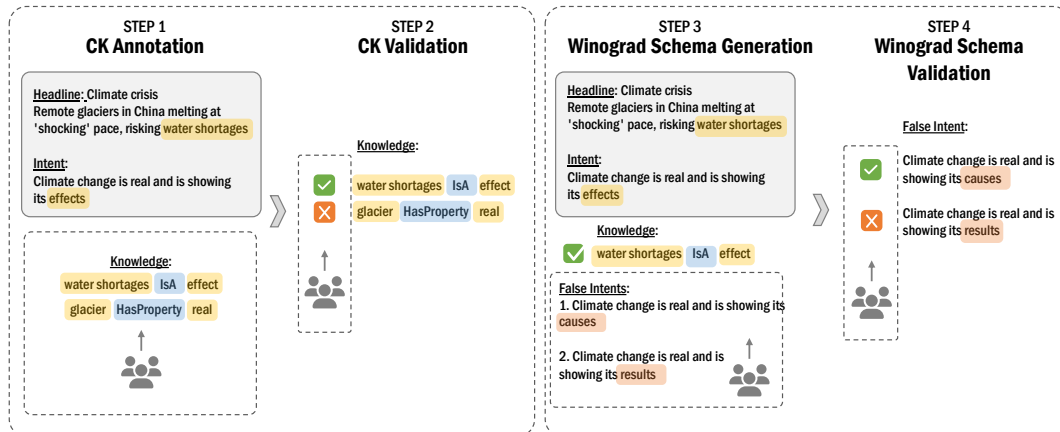 STEP 1
CK Annotation
Headline: Climate crisis
Remote glaciers in China melting at
'shocking' pace, risking water shortages
Intent:
Climate change is real and is showing
its effects
Knowledge:
water shortages IsA effect
glacier HasProperty real
STEP 2
CK Validation
Knowledge:
water shortages IsA effect
glacier HasProperty real
STEP 3
Winograd Schema Generation
Headline: Climate crisis
Remote glaciers in China melting at
'shocking' pace, risking water shortages
Intent:
Climate change is real and is showing
its effects
Knowledge:
water shortages IsA effect
False Intents:
1. Climate change is real and is showing its
causes
2. Climate change is real and is
showing its results
STEP 4
Winograd Schema
Validation
False Intent:
Climate change is real and is
showing its causes
Climate change is real and is
showing its results